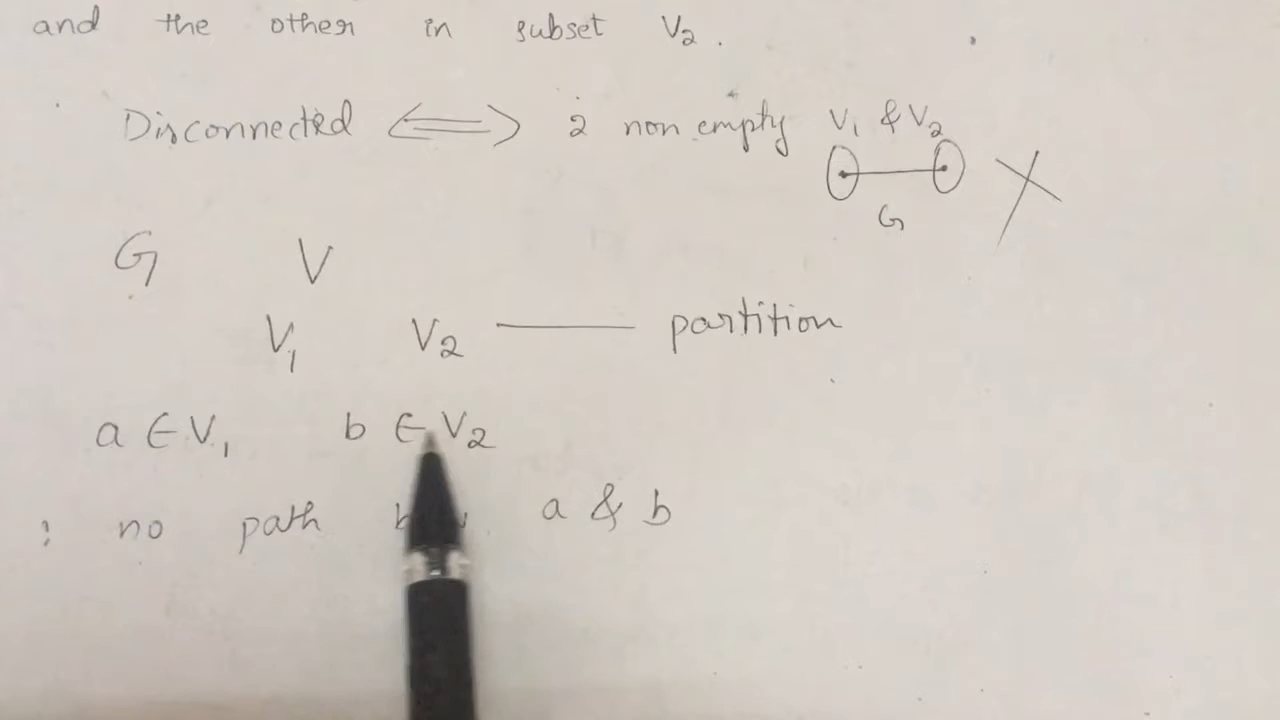 and the other in subset V₂.
Disconnected ⟺ 2 non empty V₁ & V₂
G
G V
V₁ V₂ — partition
a ∈ V₁ b ∈ V₂
: no path a & b